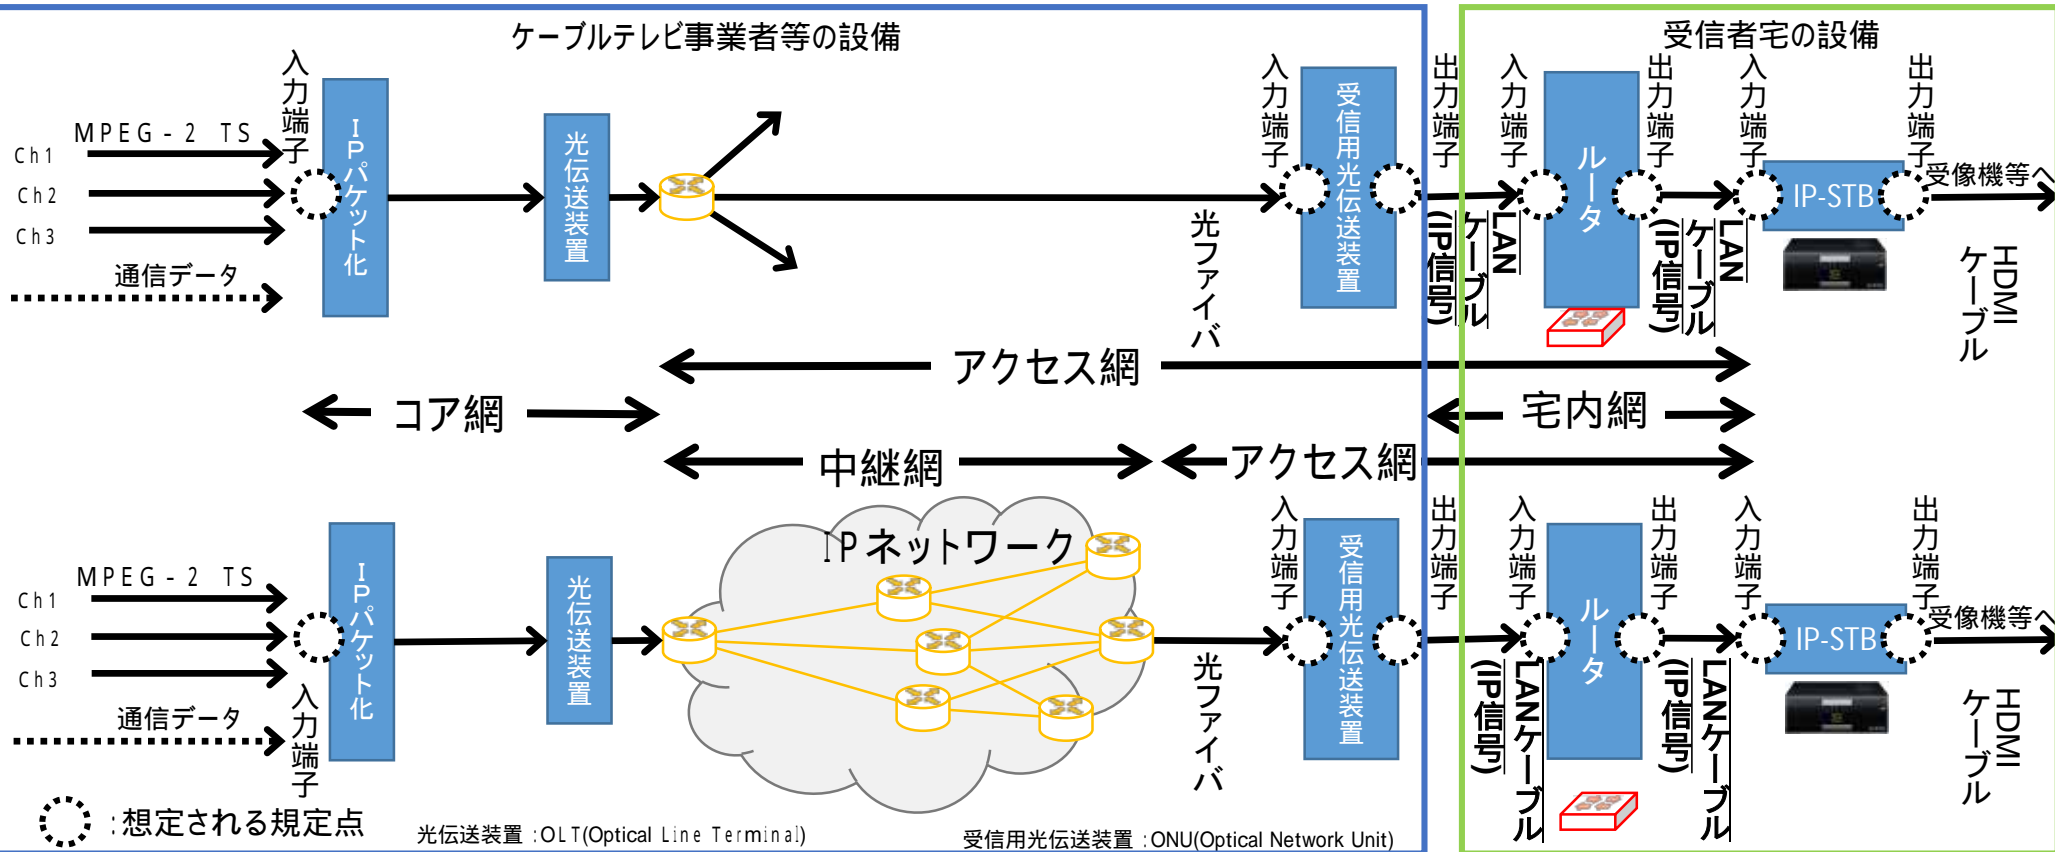 ケーブルテレビ事業者等の設備
受信者宅の設備
入力端子
MPEG-2 TS
Ch1
Ch2
Ch3
通信データ
IPパケット化
光伝送装置
光ファイバ
入力端子
受信用光伝送装置
出力端子
LAN
ケーブル
(IP信号)
入力端子
ルータ
出力端子
LAN
ケーブル
(IP信号)
入力端子
IP-STB
出力端子
受像機等へ
HDMI
ケーブル
アクセス網
コア網
宅内網
中継網
アクセス網
MPEG-2 TS
Ch1
Ch2
Ch3
通信データ
入力端子
IPパケット化
光伝送装置
IPネットワーク
光ファイバ
入力端子
受信用光伝送装置
出力端子
LANケーブル
(IP信号)
入力端子
ルータ
出力端子
LANケーブル
(IP信号)
入力端子
IP-STB
出力端子
受像機等へ
HDMI
ケーブル
:想定される規定点
光伝送装置:OLT(Optical Line Terminal)
受信用光伝送装置:ONU(Optical Network Unit)